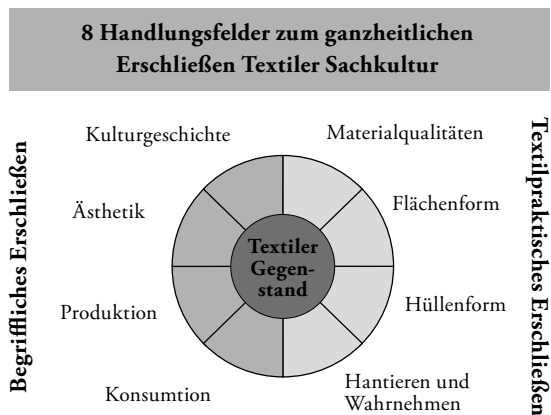 8 Handlungsfelder zum ganzheitlichen
Erschließen Textiler Sachkultur
Kulturgeschichte
Materialqualitäten
Ästhetik
Flächenform
Produktion
Hüllenform
Konsumtion
Hantieren und
Wahrnehmen
Textiler
Gegen-
stand
Begriffliches Erschließen
Textilpraktisches Erschließen